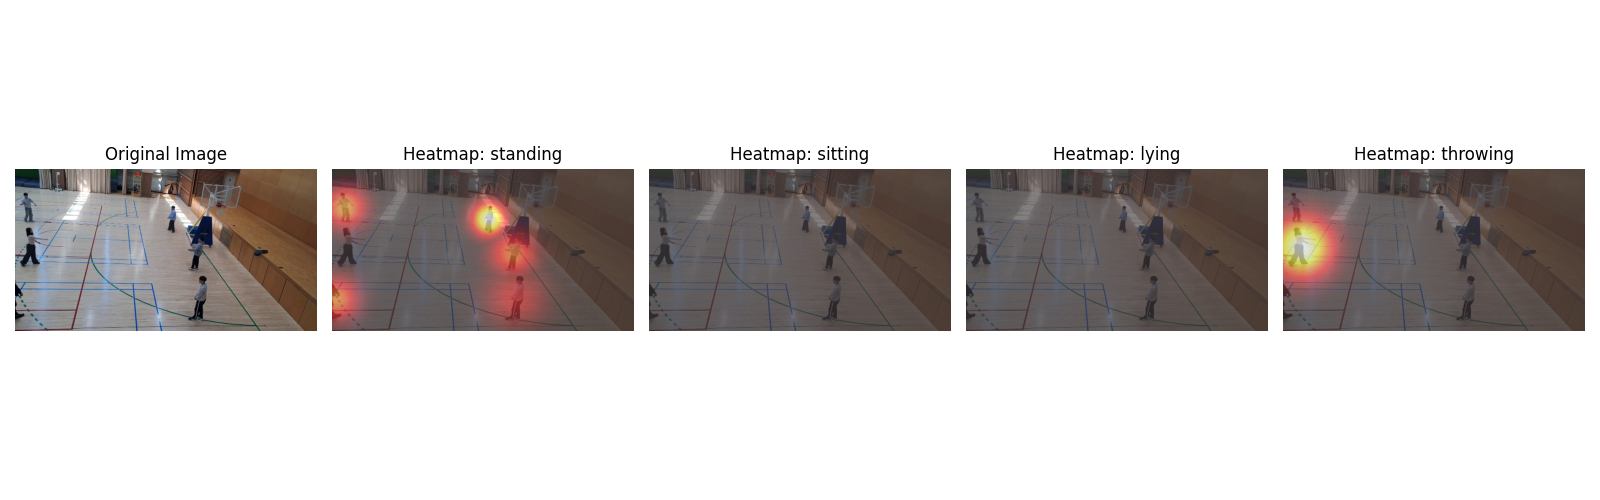 Original Image
Heatmap: standing
Heatmap: sitting
Heatmap: lying
Heatmap: throwing